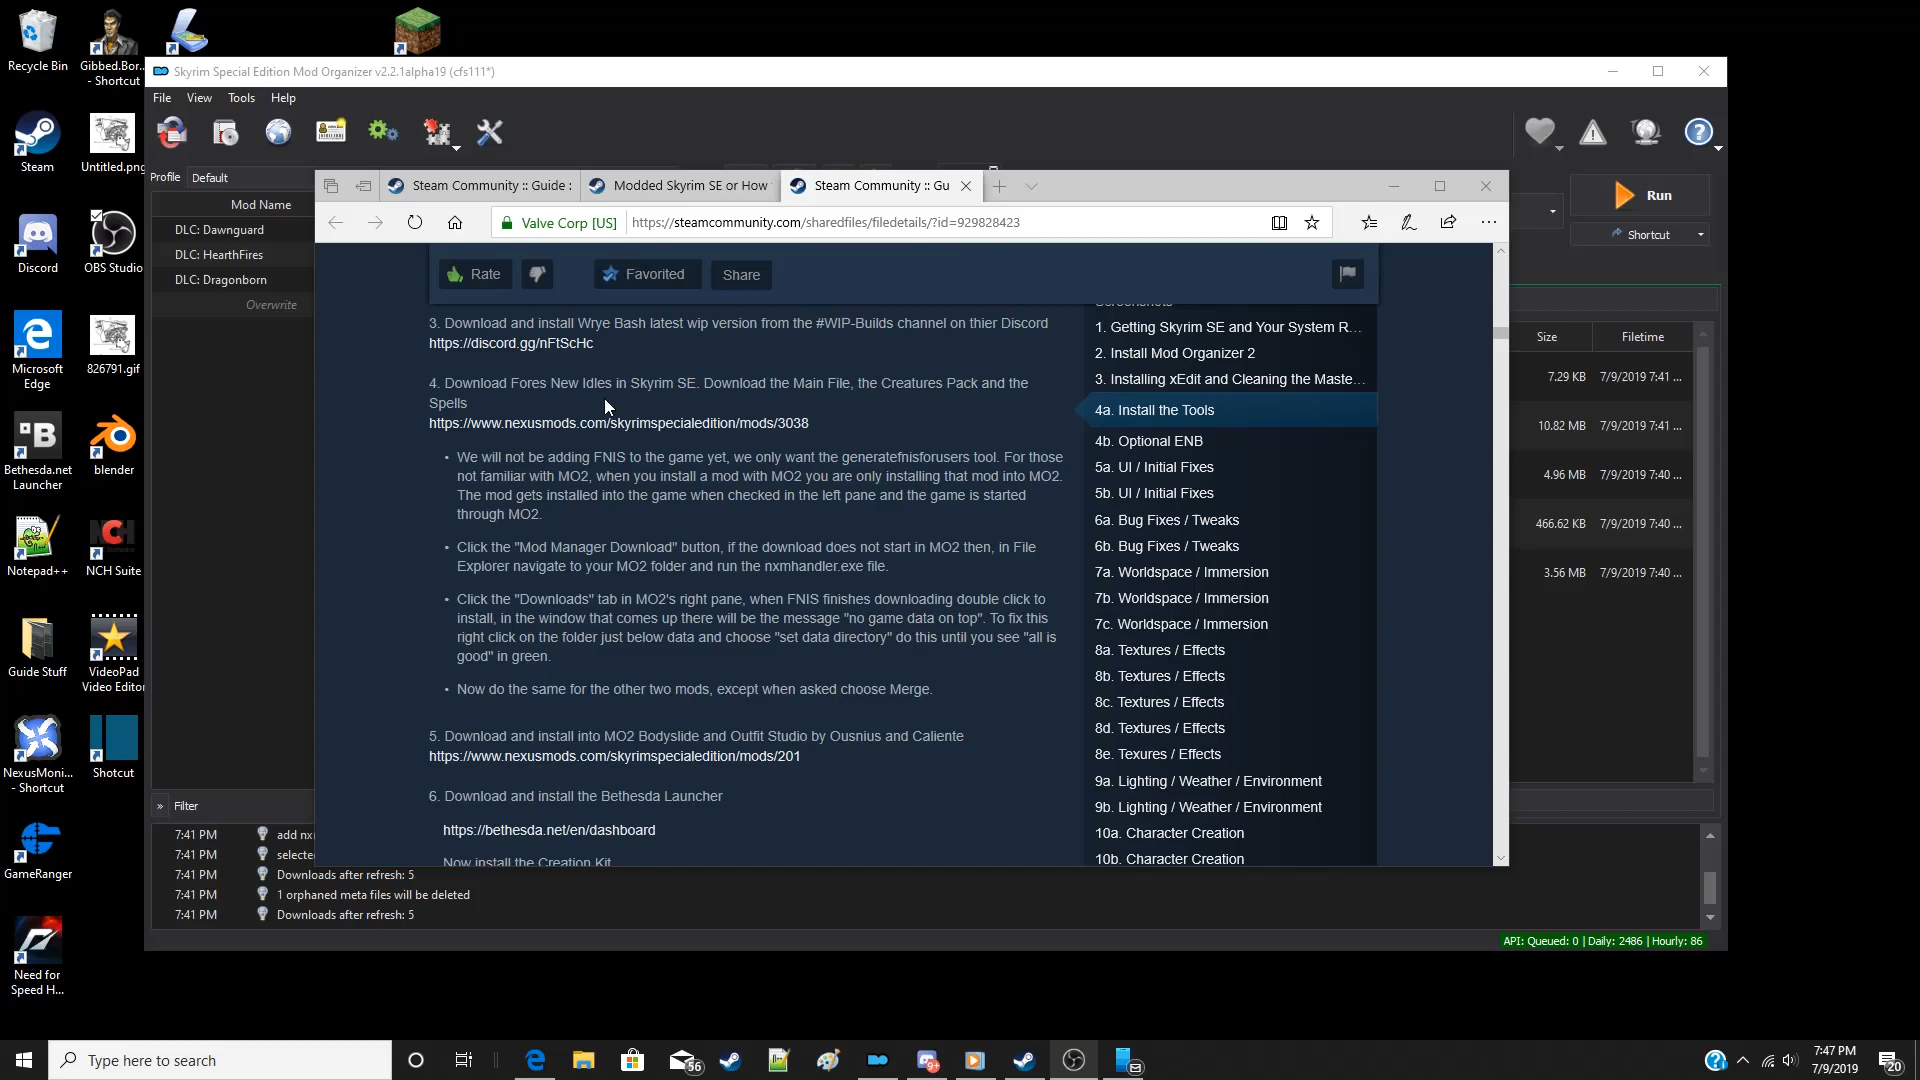 Recycle Bin
Gibbed.Bor...
- Shortcut
Steam
Untitled.png
Discord
OBS Studio
Microsoft
Edge
826791.gif
Bethesda.net
Launcher
blender
Notepad++
NCH Suite
Guide Stuff
VideoPad
Video Editor
NexusMoni...
- Shortcut
Shotcut
GameRanger
Need for
Speed H...
Skyrim Special Edition Mod Organizer v2.2.1alpha19 (cfs111*)
File View Tools Help
Profile Default
Mod Name
DLC: Dawnguard
DLC: HearthFires
DLC: Dragonborn
Overwrite
Run
Shortcut
Size Filetime
7.29 KB 7/9/2019 7:41 ...
10.82 MB 7/9/2019 7:41 ...
4.96 MB 7/9/2019 7:40 ...
466.62 KB 7/9/2019 7:40 ...
3.56 MB 7/9/2019 7:40 ...
Steam Community :: Guide :
Modded Skyrim SE or How
Steam Community :: Gu
Valve Corp [US] https://steamcommunity.com/sharedfiles/filedetails/?id=929828423
Rate Favorited Share
3. Download and install Wrye Bash latest wip version from the #WIP-Builds channel on thier Discord
https://discord.gg/nFtScHc
4. Download Fores New Idles in Skyrim SE. Download the Main File, the Creatures Pack and the
Spells
https://www.nexusmods.com/skyrimspecialedition/mods/3038
• We will not be adding FNIS to the game yet, we only want the generatefnisforusers tool. For those
not familiar with MO2, when you install a mod with MO2 you are only installing that mod into MO2.
The mod gets installed into the game when checked in the left pane and the game is started
through MO2.
• Click the "Mod Manager Download" button, if the download does not start in MO2 then, in File
Explorer navigate to your MO2 folder and run the nxmhandler.exe file.
• Click the "Downloads" tab in MO2's right pane, when FNIS finishes downloading double click to
install, in the window that comes up there will be the message "no game data on top". To fix this
right click on the folder just below data and choose "set data directory" do this until you see "all is
good" in green.
• Now do the same for the other two mods, except when asked choose Merge.
5. Download and install into MO2 Bodyslide and Outfit Studio by Ousnius and Caliente
https://www.nexusmods.com/skyrimspecialedition/mods/201
6. Download and install the Bethesda Launcher
https://bethesda.net/en/dashboard
Now install the Creation Kit
Screenshots
1. Getting Skyrim SE and Your System R...
2. Install Mod Organizer 2
3. Installing xEdit and Cleaning the Maste...
4a. Install the Tools
4b. Optional ENB
5a. UI / Initial Fixes
5b. UI / Initial Fixes
6a. Bug Fixes / Tweaks
6b. Bug Fixes / Tweaks
7a. Worldspace / Immersion
7b. Worldspace / Immersion
7c. Worldspace / Immersion
8a. Textures / Effects
8b. Textures / Effects
8c. Textures / Effects
8d. Textures / Effects
8e. Texures / Effects
9a. Lighting / Weather / Environment
9b. Lighting / Weather / Environment
10a. Character Creation
10b. Character Creation
» Filter
7:41 PM add nx
7:41 PM selecte
7:41 PM Downloads after refresh: 5
7:41 PM 1 orphaned meta files will be deleted
7:41 PM Downloads after refresh: 5
API: Queued: 0 | Daily: 2486 | Hourly: 86
Type here to search
56
9+
7:47 PM
7/9/2019
20